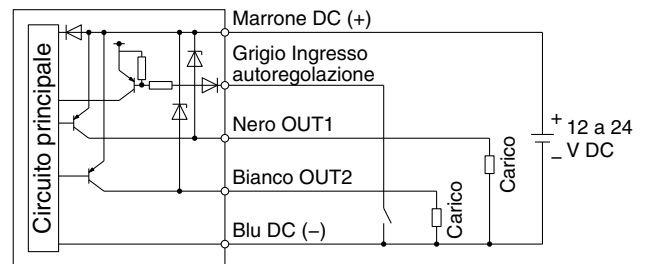 Circuito principale
Marrone DC (+)
Grigio Ingresso
autoregolazione
Nero OUT1
Bianco OUT2
Blu DC (−)
Carico
Carico
+
12 a 24
− V DC